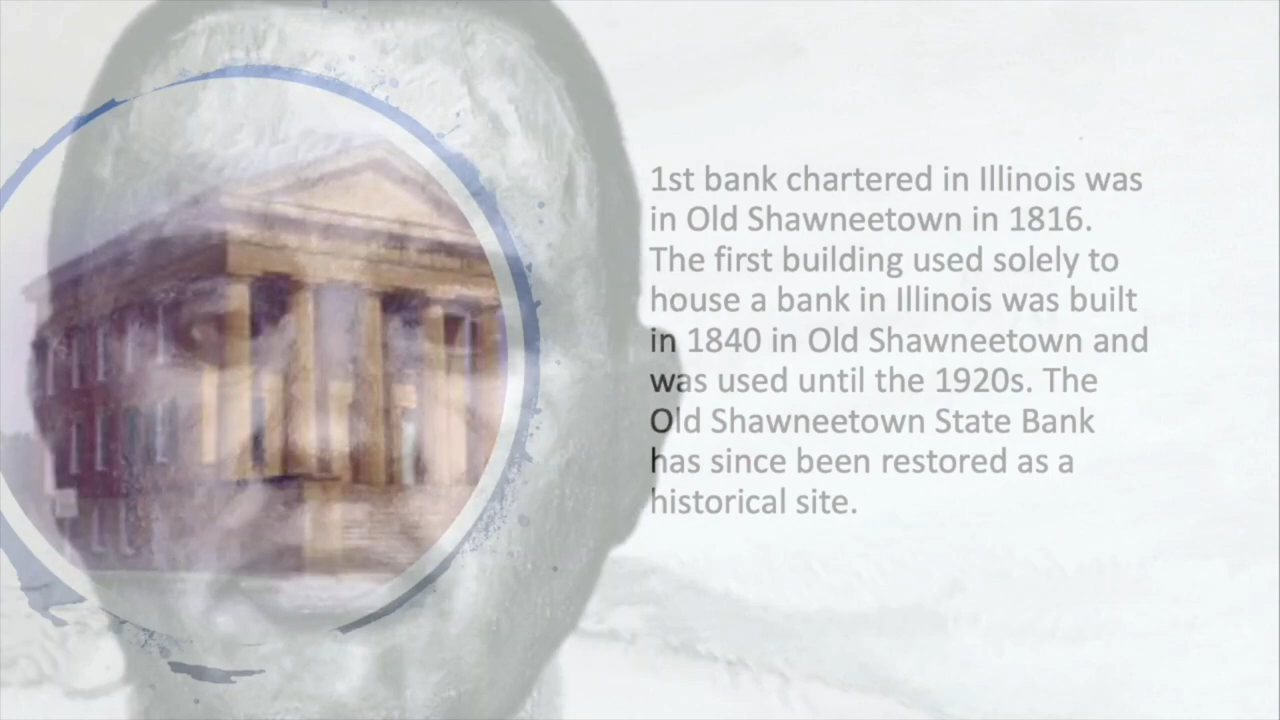 1st bank chartered in Illinois was
in Old Shawneetown in 1816.
The first building used solely to
house a bank in Illinois was built
in 1840 in Old Shawneetown and
was used until the 1920s. The
Old Shawneetown State Bank
has since been restored as a
historical site.